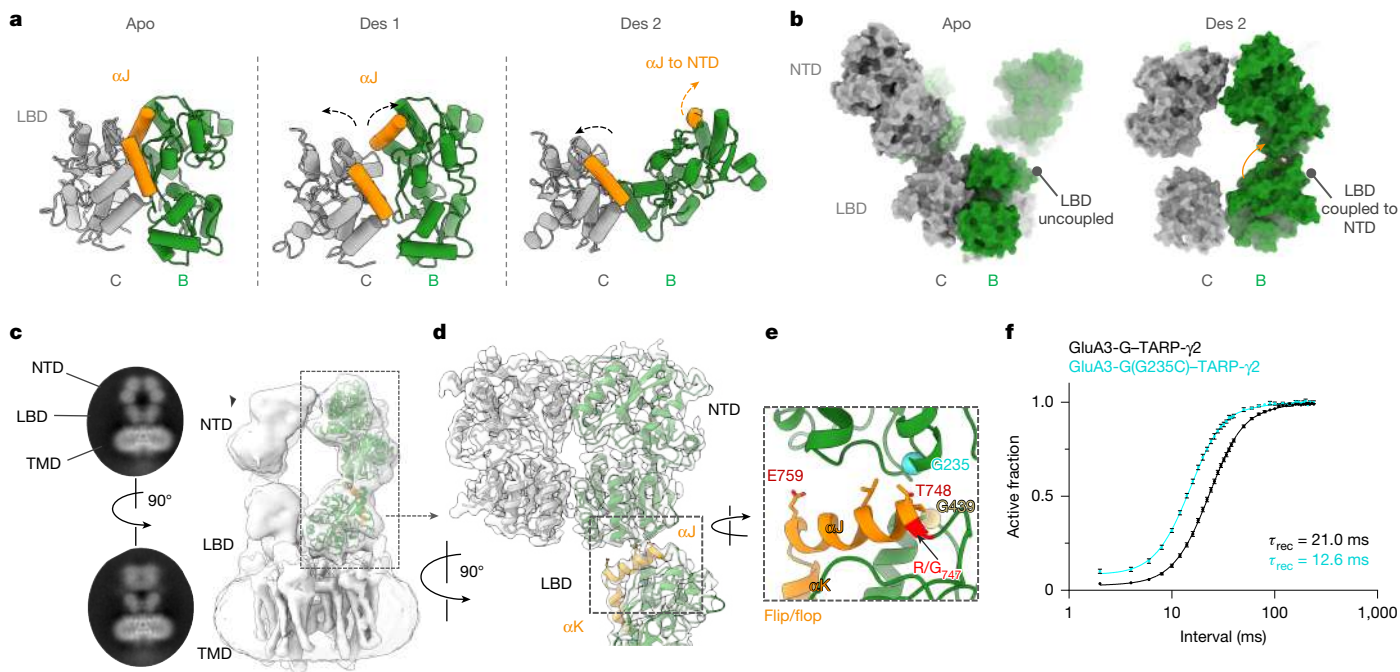 a
Apo
Des 1
Des 2
αJ
αJ
αJ to NTD
LBD
C
B
C
B
C
B
b
Apo
Des 2
NTD
LBD
LBD
uncoupled
LBD
coupled to
NTD
C
B
C
B
c
NTD
LBD
TMD
90°
NTD
LBD
TMD
d
NTD
αJ
LBD
αK
90°
e
E759
G235
T748
G439
αJ
R/G747
αK
Flip/flop
f
GluA3-G–TARP-γ2
GluA3-G(G235C)–TARP-γ2
Active fraction
1.0
0.5
0
τrec = 21.0 ms
τrec = 12.6 ms
1
10
100
1,000
Interval (ms)